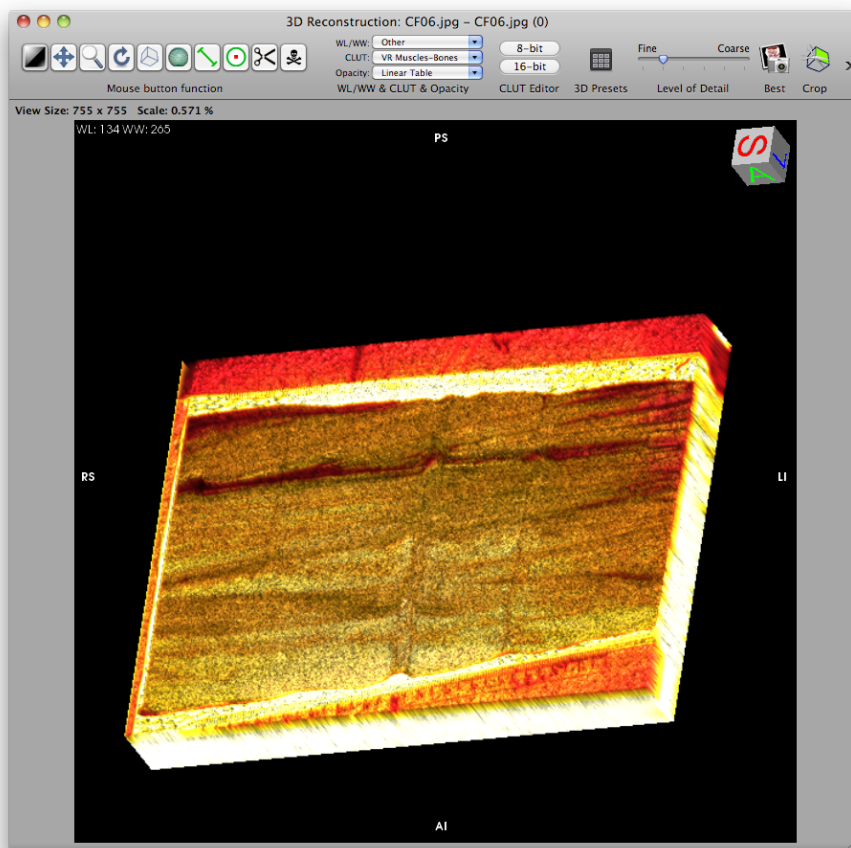 3D Reconstruction: CF06.jpg - CF06.jpg (0)
WL/WW: Other
CLUT: VR Muscles-Bones
Opacity: Linear Table
8-bit
16-bit
Fine
Coarse
Mouse button function
WL/WW & CLUT & Opacity
CLUT Editor
3D Presets
Level of Detail
Best
Crop
View Size: 755 x 755 Scale: 0.571 %
WL: 134 WW: 265
PS
S
A
RS
LI
AI